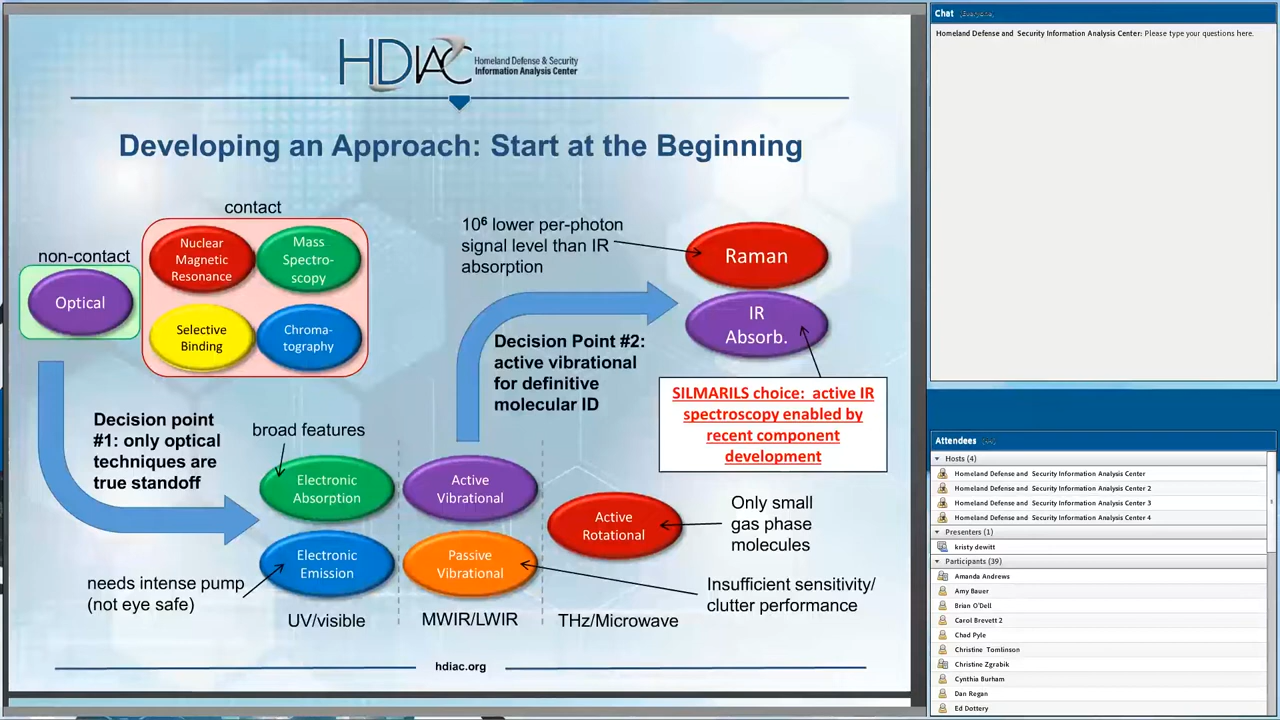 HDIAC
Homeland Defense & Security
Information Analysis Center
Developing an Approach: Start at the Beginning
contact
non-contact
Optical
Nuclear
Magnetic
Resonance
Mass
Spectro-
scopy
Selective
Binding
Chroma-
tography
10⁶ lower per-photon
signal level than IR
absorption
Raman
IR
Absorb.
Decision Point #2:
active vibrational
for definitive
molecular ID
SILMARILS choice: active IR
spectroscopy enabled by
recent component
development
Decision point
#1: only optical
techniques are
true standoff
broad features
Electronic
Absorption
Active
Vibrational
Active
Rotational
Only small
gas phase
molecules
Electronic
Emission
Passive
Vibrational
needs intense pump
(not eye safe)
Insufficient sensitivity/
clutter performance
UV/visible
MWIR/LWIR
THz/Microwave
hdiac.org
Chat (Everyone)
Homeland Defense and Security Information Analysis Center: Please type your questions here.
Attendees
Hosts (4)
Homeland Defense and Security Information Analysis Center
Homeland Defense and Security Information Analysis Center 2
Homeland Defense and Security Information Analysis Center 3
Homeland Defense and Security Information Analysis Center 4
Presenters (1)
kristy dewitt
Participants (39)
Amanda Andrews
Amy Bauer
Brian O'Dell
Carol Brevett 2
Chad Pyle
Christine Tomlinson
Christine Zgrabik
Cynthia Burham
Dan Regan
Ed Dottery